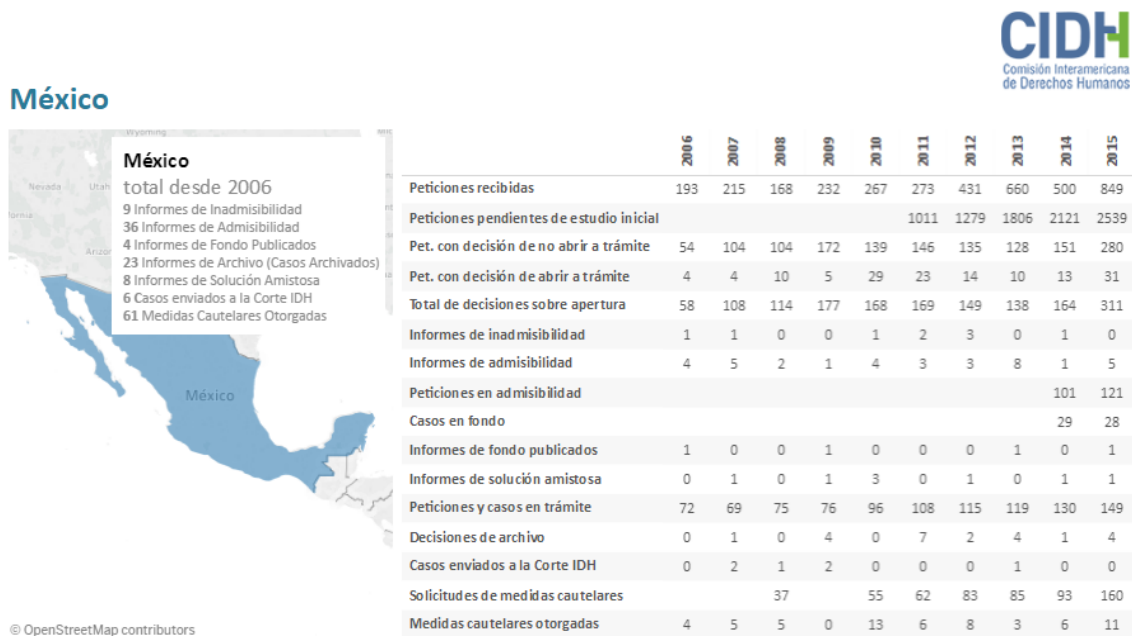 CIDH
Comisión Interamericana
de Derechos Humanos
México
Wyoming
Nevada
Utah
México
total desde 2006
9 Informes de Inadmisibilidad
36 Informes de Admisibilidad
4 Informes de Fondo Publicados
23 Informes de Archivo (Casos Archivados)
8 Informes de Solución Amistosa
6 Casos enviados a la Corte IDH
61 Medidas Cautelares Otorgadas
México
© OpenStreetMap contributors
2006 2007 2008 2009 2010 2011 2012 2013 2014 2015
Peticiones recibidas 193 215 168 232 267 273 431 660 500 849
Peticiones pendientes de estudio inicial 1011 1279 1806 2121 2539
Pet. con decisión de no abrir a trámite 54 104 104 172 139 146 135 128 151 280
Pet. con decisión de abrir a trámite 4 4 10 5 29 23 14 10 13 31
Total de decisiones sobre apertura 58 108 114 177 168 169 149 138 164 311
Informes de inadmisibilidad 1 1 0 0 1 2 3 0 1 0
Informes de admisibilidad 4 5 2 1 4 3 3 8 1 5
Peticiones en admisibilidad 101 121
Casos en fondo 29 28
Informes de fondo publicados 1 0 0 1 0 0 0 1 0 1
Informes de solución amistosa 0 1 0 1 3 0 1 0 1 1
Peticiones y casos en trámite 72 69 75 76 96 108 115 119 130 149
Decisiones de archivo 0 1 0 4 0 7 2 4 1 4
Casos enviados a la Corte IDH 0 2 1 2 0 0 0 1 0 0
Solicitudes de medidas cautelares 37 55 62 83 85 93 160
Medidas cautelares otorgadas 4 5 5 0 13 6 8 3 6 11